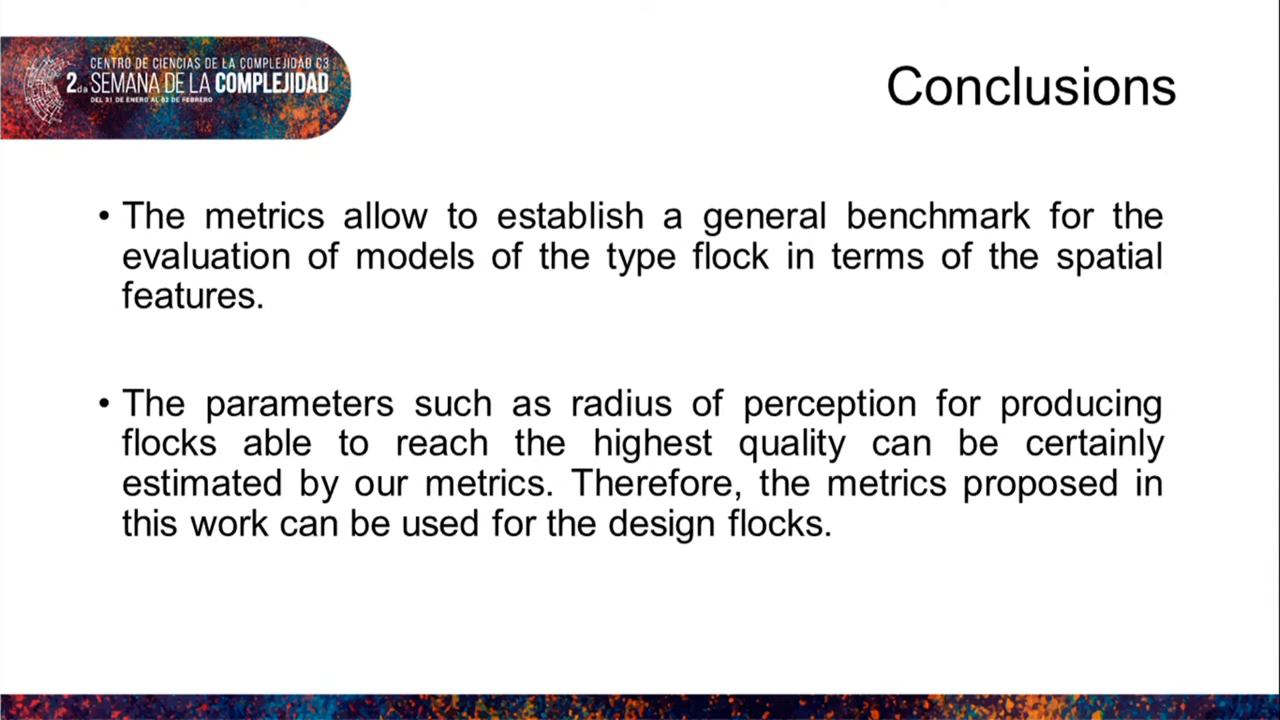 CENTRO DE CIENCIAS DE LA COMPLEJIDAD C3
2.da SEMANA DE LA COMPLEJIDAD
DEL 31 DE ENERO AL 02 DE FEBRERO
Conclusions
• The metrics allow to establish a general benchmark for the
evaluation of models of the type flock in terms of the spatial
features.
• The parameters such as radius of perception for producing
flocks able to reach the highest quality can be certainly
estimated by our metrics. Therefore, the metrics proposed in
this work can be used for the design flocks.